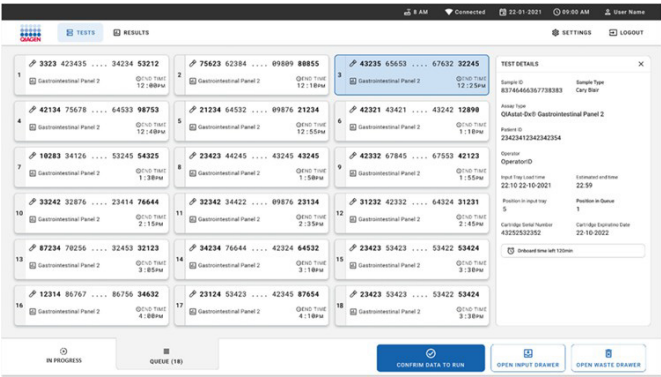 8 AM Connected 22-01-2021 09:00 AM User Name
QIAGEN TESTS RESULTS SETTINGS LOGOUT
1 3323 423435 .... 34234 53212
Gastrointestinal Panel 2 END TIME 12:00PM
2 75623 62384 .... 09809 80855
Gastrointestinal Panel 2 END TIME 12:10PM
3 43235 65653 .... 67632 32245
Gastrointestinal Panel 2 END TIME 12:25PM
4 42134 75678 .... 64533 98753
Gastrointestinal Panel 2 END TIME 12:40PM
5 21234 64532 .... 09876 21234
Gastrointestinal Panel 2 END TIME 12:55PM
6 42321 43421 .... 43242 12890
Gastrointestinal Panel 2 END TIME 1:10PM
7 10283 34126 .... 53245 54325
Gastrointestinal Panel 2 END TIME 1:30PM
8 23423 44245 .... 43245 43245
Gastrointestinal Panel 2 END TIME 1:50PM
9 42332 67845 .... 67553 42123
Gastrointestinal Panel 2 END TIME 1:55PM
10 33242 32876 .... 23414 76644
Gastrointestinal Panel 2 END TIME 2:15PM
11 32342 34422 .... 09876 23134
Gastrointestinal Panel 2 END TIME 2:35PM
12 31232 42332 .... 64324 31231
Gastrointestinal Panel 2 END TIME 2:45PM
13 87234 70256 .... 32453 32123
Gastrointestinal Panel 2 END TIME 3:05PM
14 34234 76644 .... 42324 64532
Gastrointestinal Panel 2 END TIME 3:10PM
15 23423 53423 .... 53422 53424
Gastrointestinal Panel 2 END TIME 3:30PM
16 12314 86767 .... 86756 34632
Gastrointestinal Panel 2 END TIME 4:00PM
17 23124 53423 .... 42345 87654
Gastrointestinal Panel 2 END TIME 4:10PM
18 23423 53423 .... 53422 53424
Gastrointestinal Panel 2 END TIME 3:30PM
TEST DETAILS
Sample ID Sample Type
83746466367738383 Cary Blair
Assay Type
QIAstat-Dx® Gastrointestinal Panel 2
Patient ID
23423412342342354
Operator
OperatorID
Input Tray Load time Estimated end time
22:10 22-10-2021 22:59
Position in input tray Position in Queue
5 1
Cartridge Serial Number Cartridge Expiration Date
43252532352 22-10-2022
Onboard time left 120min
IN PROGRESS QUEUE (18) CONFRIM DATA TO RUN OPEN INPUT DRAWER OPEN WASTE DRAWER